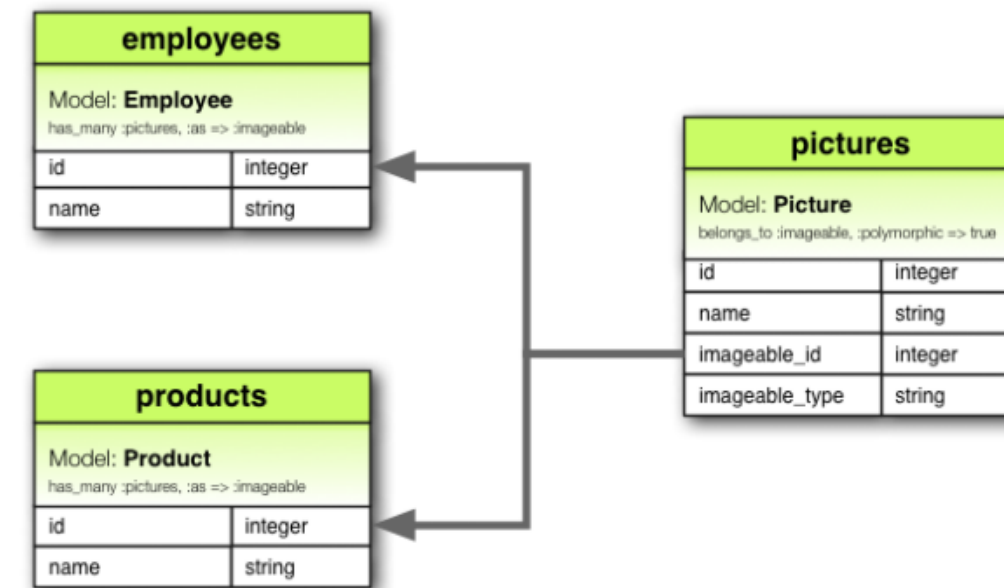 employees
Model: Employee
has_many :pictures, :as => :imageable
id integer
name string
products
Model: Product
has_many :pictures, :as => :imageable
id integer
name string
pictures
Model: Picture
belongs_to :imageable, :polymorphic => true
id integer
name string
imageable_id integer
imageable_type string